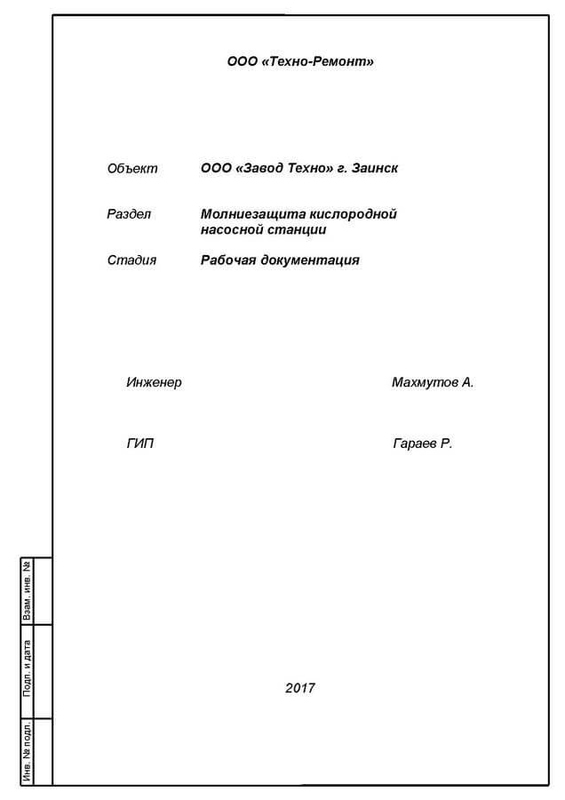 ООО «Техно-Ремонт»
Объект ООО «Завод Техно» г. Заинск
Раздел Молниезащита кислородной
насосной станции
Стадия Рабочая документация
Инженер Махмутов А.
ГИП Гараев Р.
Взам. инв. №
Подп. и дата
Инв. № подл.
2017